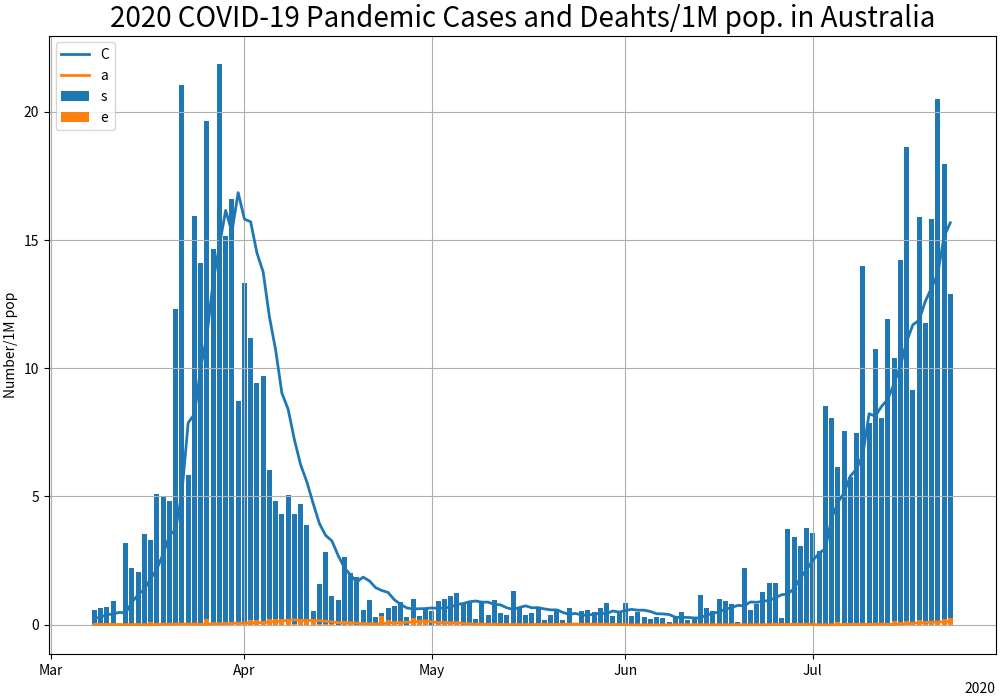 2020 COVID-19 Pandemic Cases and Deahts/1M pop. in Australia
C
a
s
e
20
15
10
5
0
Number/1M pop
Mar Apr May Jun Jul
2020